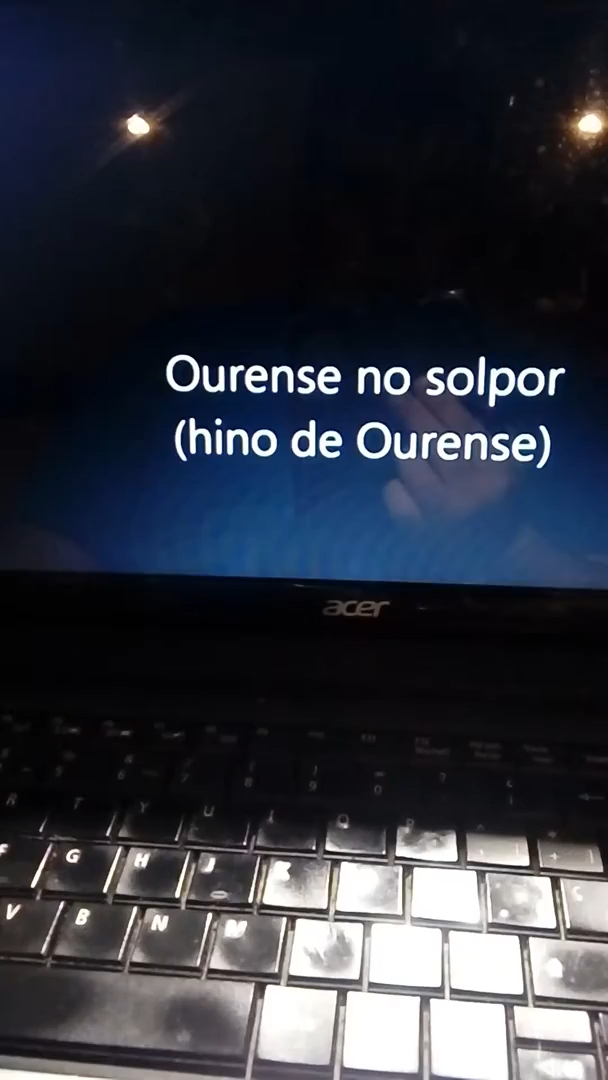 Ourense no solpor
(hino de Ourense)
acer
R T Y U I O P
F G H J K
V B N M